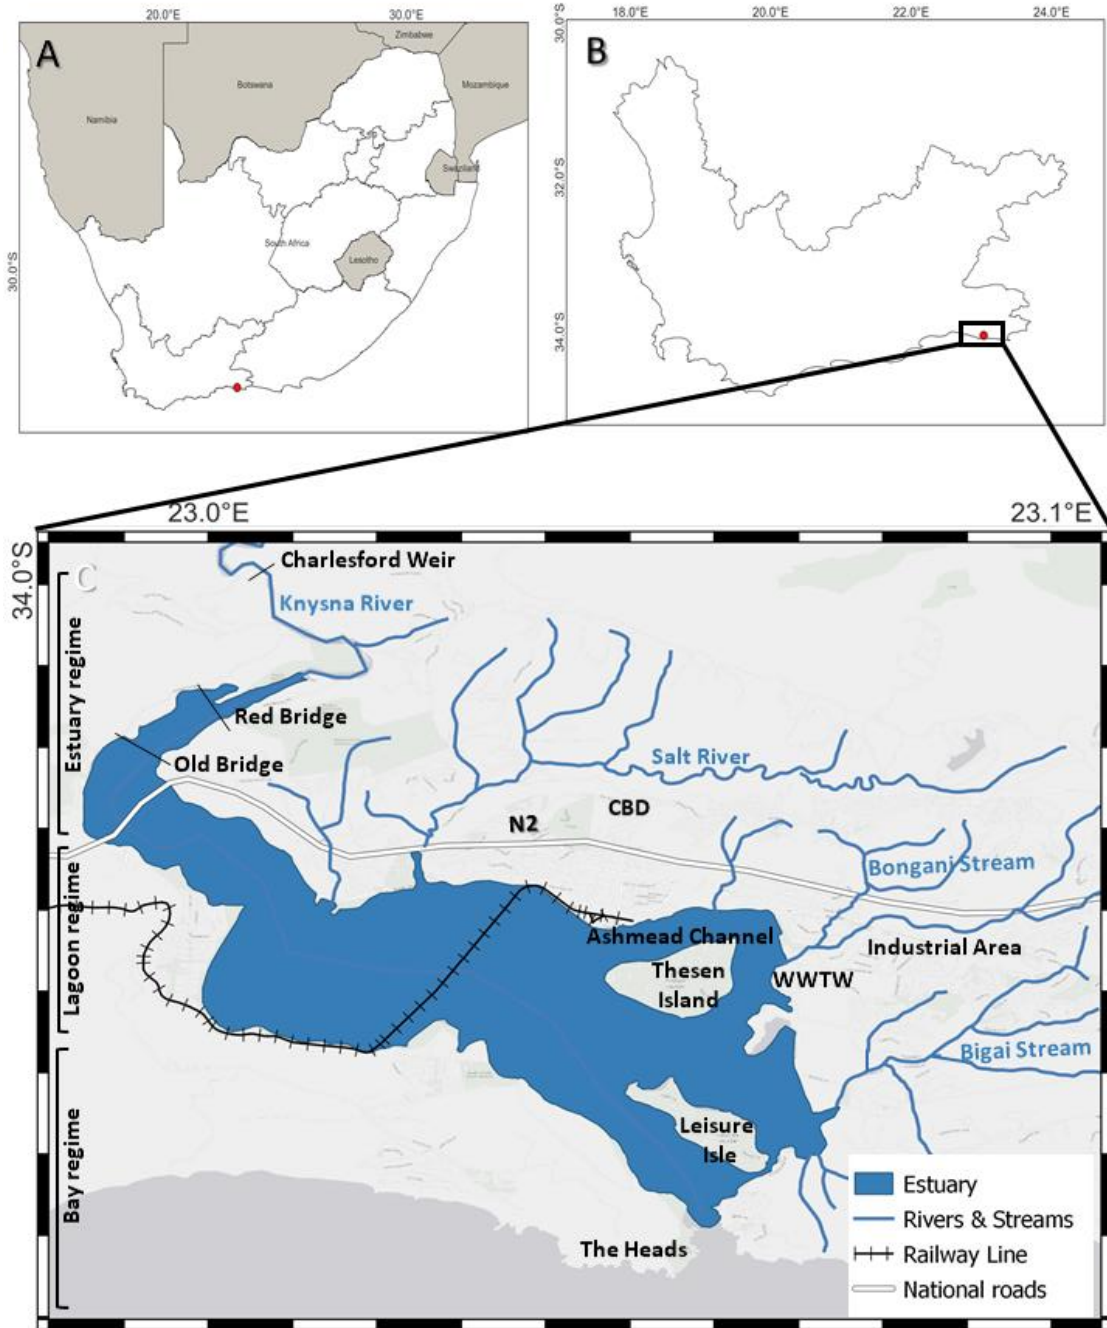 20.0°E
30.0°E
A
Zimbabwe
Botswana
Mozambique
Namibia
Swaziland
South Africa
Lesotho
30.0°S
18.0°E
20.0°E
22.0°E
24.0°E
30.0°S
B
32.0°S
34.0°S
23.0°E
23.1°E
34.0°S
C
Charlesford Weir
Knysna River
Estuary regime
Red Bridge
Old Bridge
Salt River
CBD
N2
Bongani Stream
Lagoon regime
Ashmead Channel
Industrial Area
Thesen
Island
WWTW
Bigai Stream
Bay regime
Leisure
Isle
The Heads
Estuary
Rivers & Streams
Railway Line
National roads